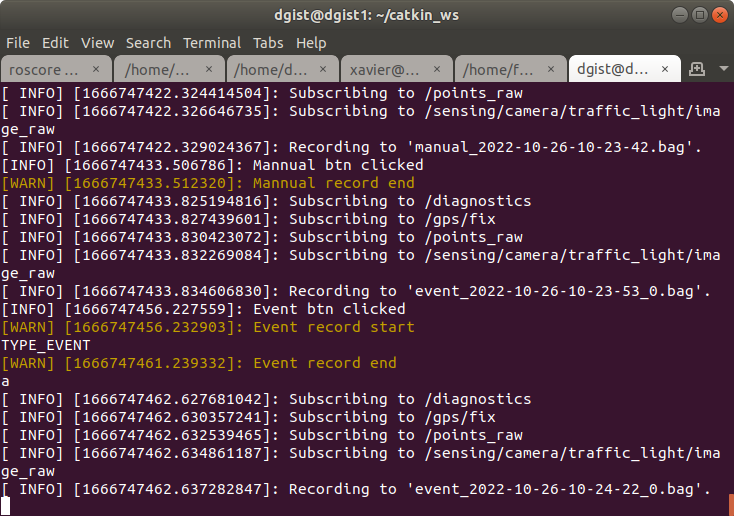 dgist@dgist1: ~/catkin_ws
File Edit View Search Terminal Tabs Help
roscore ... × /home/... × /home/d... × xavier@... × /home/f... × dgist@d... ×
[ INFO] [1666747422.324414504]: Subscribing to /points_raw
[ INFO] [1666747422.326646735]: Subscribing to /sensing/camera/traffic_light/ima
ge_raw
[ INFO] [1666747422.329024367]: Recording to 'manual_2022-10-26-10-23-42.bag'.
[INFO] [1666747433.506786]: Mannual btn clicked
[WARN] [1666747433.512320]: Mannual record end
[ INFO] [1666747433.825194816]: Subscribing to /diagnostics
[ INFO] [1666747433.827439601]: Subscribing to /gps/fix
[ INFO] [1666747433.830423072]: Subscribing to /points_raw
[ INFO] [1666747433.832269084]: Subscribing to /sensing/camera/traffic_light/ima
ge_raw
[ INFO] [1666747433.834606830]: Recording to 'event_2022-10-26-10-23-53_0.bag'.
[INFO] [1666747456.227559]: Event btn clicked
[WARN] [1666747456.232903]: Event record start
TYPE_EVENT
[WARN] [1666747461.239332]: Event record end
a
[ INFO] [1666747462.627681042]: Subscribing to /diagnostics
[ INFO] [1666747462.630357241]: Subscribing to /gps/fix
[ INFO] [1666747462.632539465]: Subscribing to /points_raw
[ INFO] [1666747462.634861187]: Subscribing to /sensing/camera/traffic_light/ima
ge_raw
[ INFO] [1666747462.637282847]: Recording to 'event_2022-10-26-10-24-22_0.bag'.